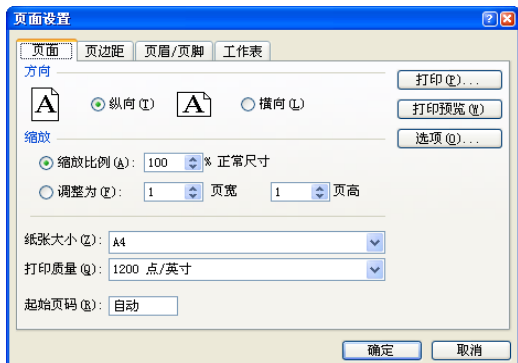 页面设置
页面 页边距 页眉/页脚 工作表
方向
打印(P)...
A 纵向(T) A 横向(L)
打印预览(W)
缩放
选项(O)...
缩放比例(A): 100 % 正常尺寸
调整为(F): 1 页宽 1 页高
纸张大小(Z): A4
打印质量(Q): 1200 点/英寸
起始页码(R): 自动
确定 取消